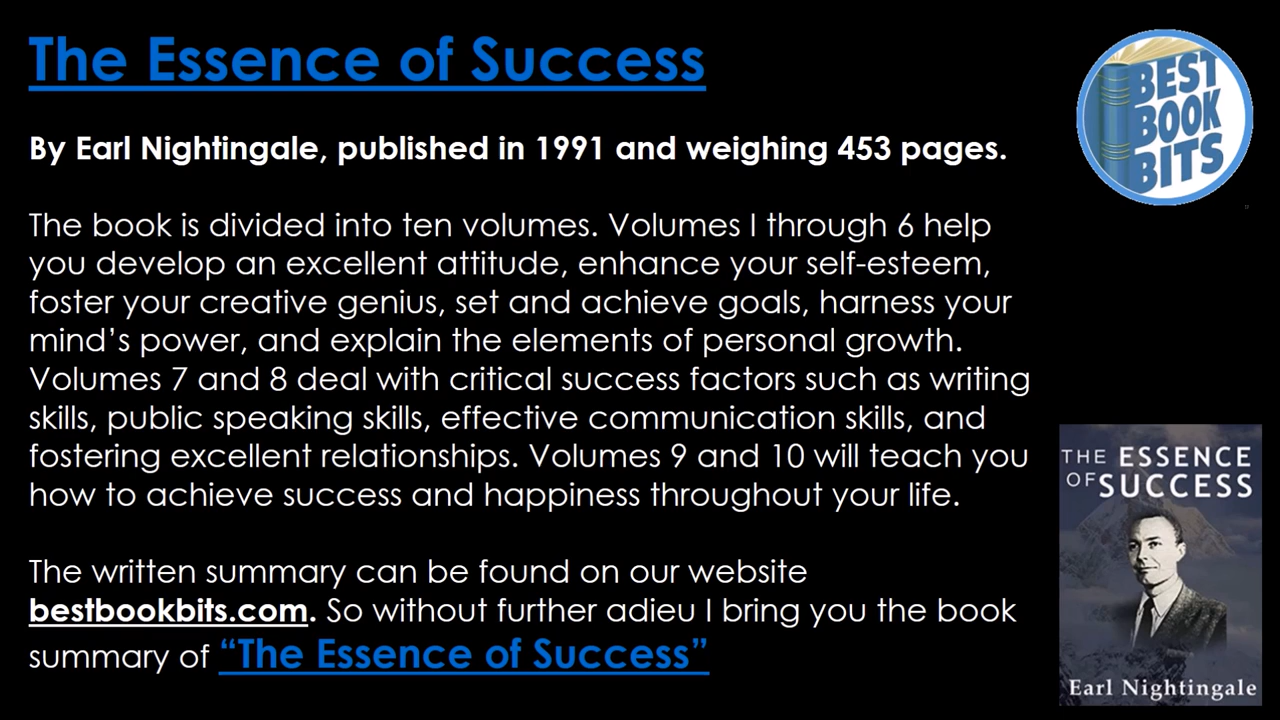 The Essence of Success
BEST
BOOK
BITS
By Earl Nightingale, published in 1991 and weighing 453 pages.
The book is divided into ten volumes. Volumes I through 6 help
you develop an excellent attitude, enhance your self-esteem,
foster your creative genius, set and achieve goals, harness your
mind’s power, and explain the elements of personal growth.
Volumes 7 and 8 deal with critical success factors such as writing
skills, public speaking skills, effective communication skills, and
fostering excellent relationships. Volumes 9 and 10 will teach you
how to achieve success and happiness throughout your life.
The written summary can be found on our website
bestbookbits.com. So without further adieu I bring you the book
summary of “The Essence of Success”
THE ESSENCE
OF SUCCESS
Earl Nightingale